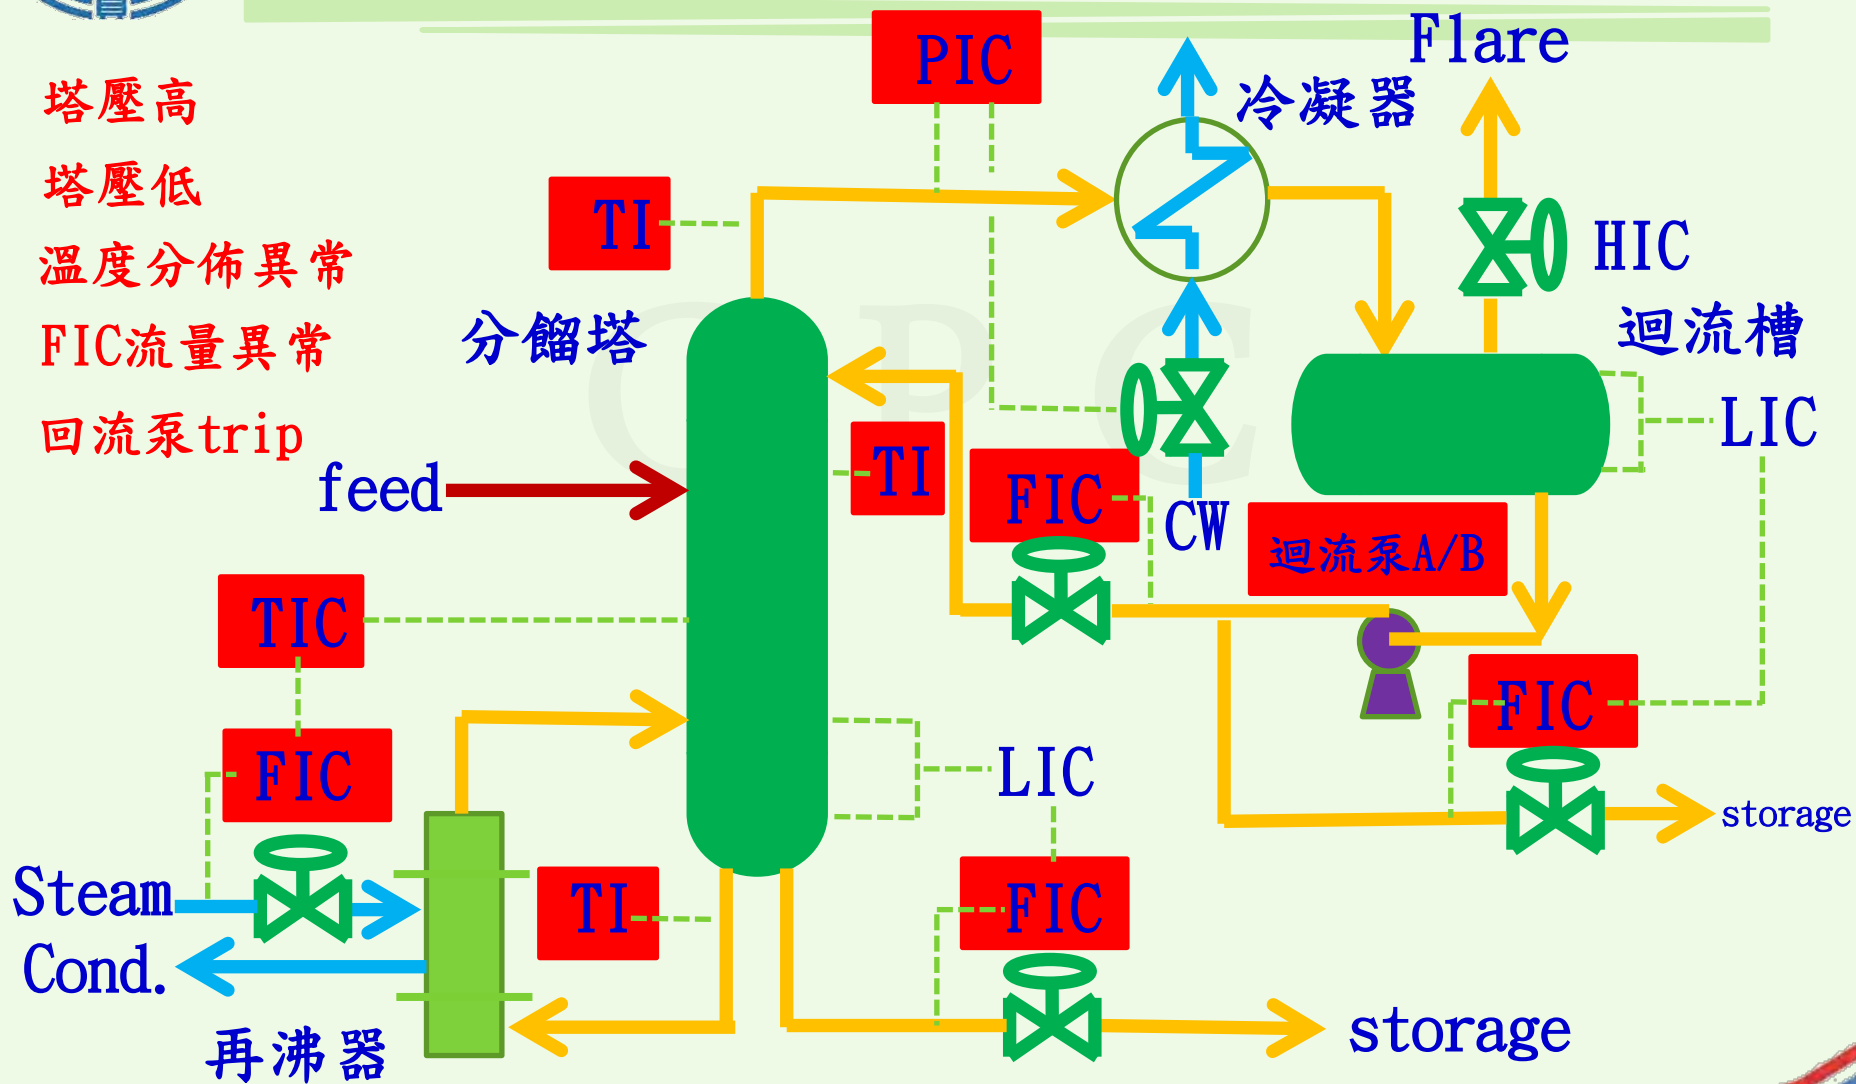 PIC
Flare
塔壓高
冷凝器
塔壓低
TI
HIC
溫度分佈異常
分餾塔
迴流槽
FIC流量異常
LIC
回流泵trip
TI
feed
FIC
CW
迴流泵A/B
TIC
FIC
FIC
LIC
storage
Steam
TI
FIC
Cond.
storage
再沸器
C P C